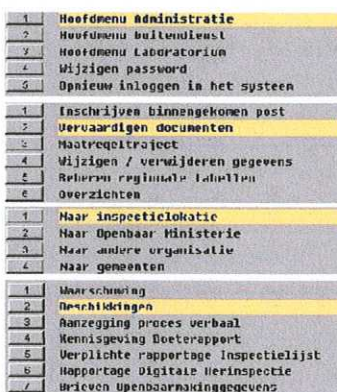 1 Hoofdmenu Administratie
2 Hoofdmenu buitendienst
3 Hoofdmenu Laboratorium
4 Wijzigen password
5 Opnieuw inloggen in het systeem
1 Inschrijven binnengekomen post
2 Vervaardigen documenten
3 Maatregeltraject
4 Wijzigen / verwijderen gegevens
5 Beheren regionale tabellen
6 Overzichten
1 Naar inspectielokatie
2 Naar Openbaar Ministerie
3 Naar andere organisatie
4 Naar gemeenten
1 Waarschuwing
2 Beschikkingen
3 Aanzegging proces verbaal
4 Kennisgeving Boeterapport
5 Verplichte rapportage Inspectielijst
6 Rapportage Digitale Herinspectie
7 Brieven Openbaarmakinggegevens